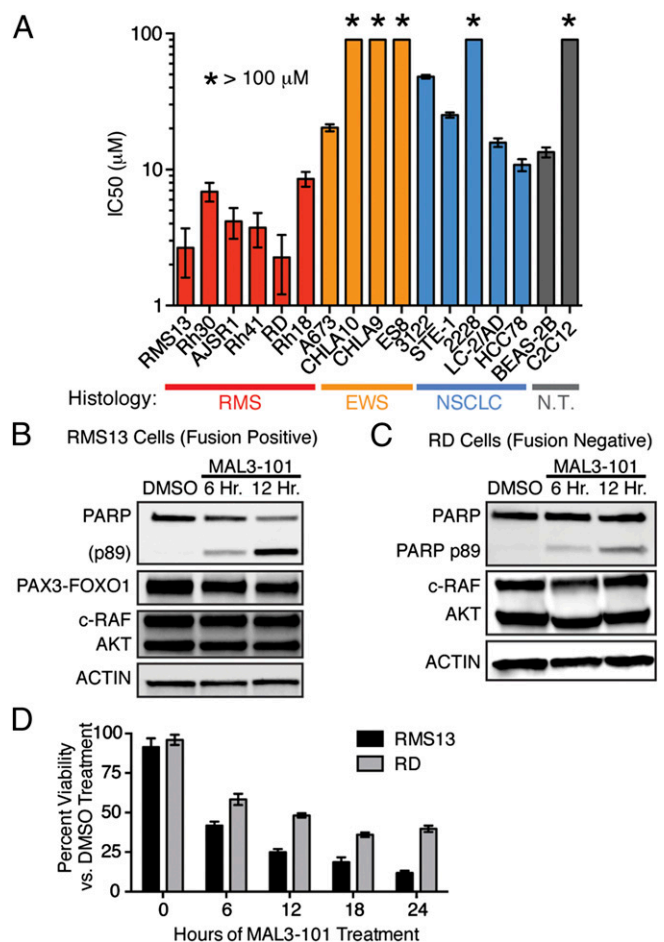 A
IC50 (μM)
100
10
1
* > 100 μM
* * * * *
RMS13
Rh30
AJSR1
Rh41
RD
Rh18
A673
CHLA10
CHLA9
ES8
3122
STE-1
2228
LC-2/AD
HCC78
BEAS-2B
C2C12
Histology: RMS EWS NSCLC N.T.
B
RMS13 Cells (Fusion Positive)
MAL3-101
DMSO 6 Hr. 12 Hr.
PARP
(p89)
PAX3-FOXO1
c-RAF
AKT
ACTIN
C
RD Cells (Fusion Negative)
MAL3-101
DMSO 6 Hr. 12 Hr.
PARP
PARP p89
c-RAF
AKT
ACTIN
D
Percent Viability
vs. DMSO Treatment
100
75
50
25
0
RMS13
RD
0 6 12 18 24
Hours of MAL3-101 Treatment